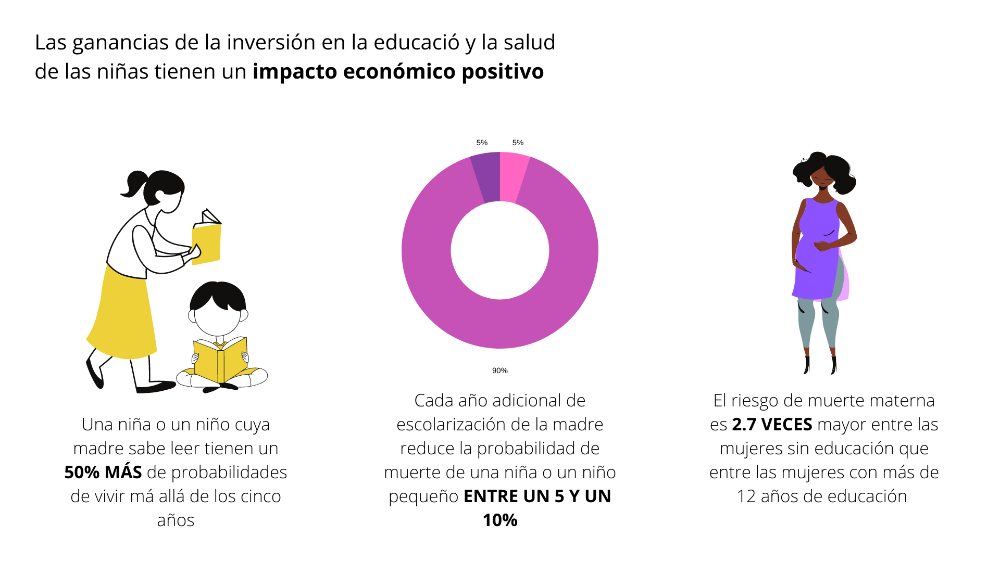 Las ganancias de la inversión en la educació y la salud
de las niñas tienen un impacto económico positivo
5%
5%
90%
Una niña o un niño cuya
madre sabe leer tienen un
50% MÁS de probabilidades
de vivir má allá de los cinco
años
Cada año adicional de
escolarización de la madre
reduce la probabilidad de
muerte de una niña o un niño
pequeño ENTRE UN 5 Y UN
10%
El riesgo de muerte materna
es 2.7 VECES mayor entre las
mujeres sin educación que
entre las mujeres con más de
12 años de educación